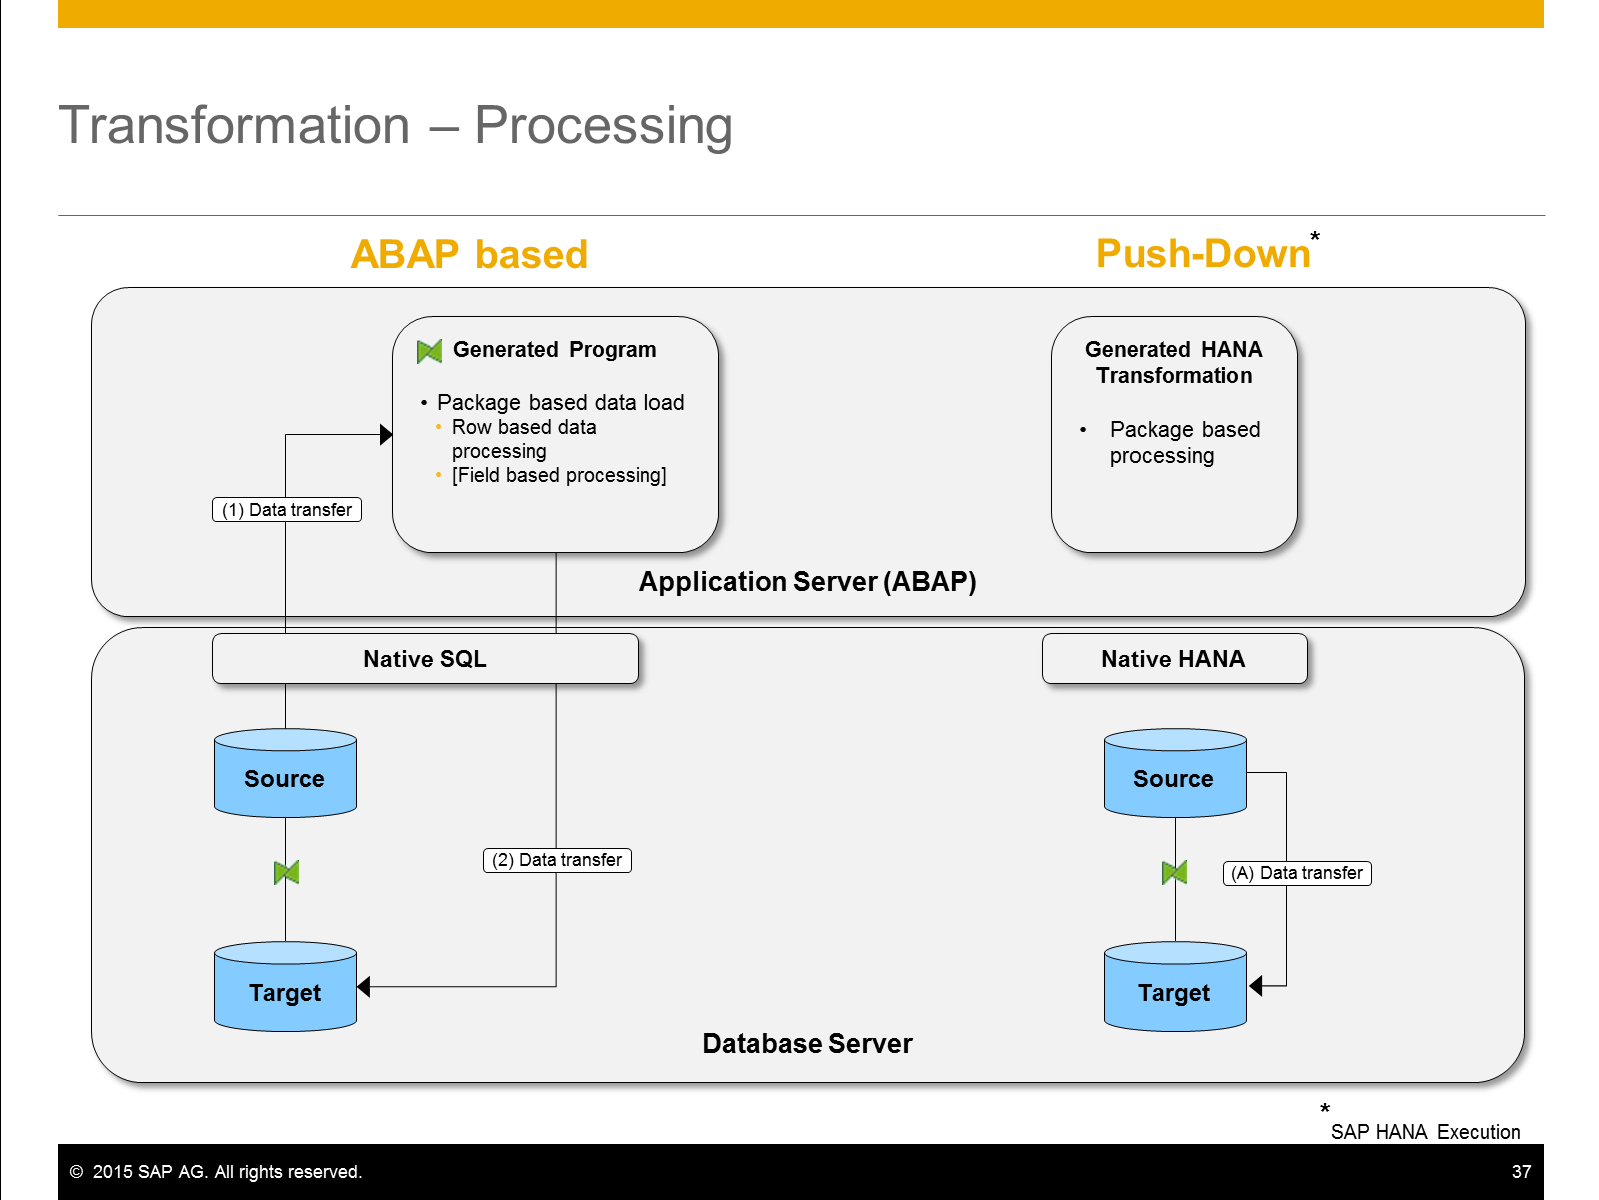 Transformation – Processing
ABAP based
Push-Down*
Generated Program
• Package based data load
• Row based data
processing
• [Field based processing]
Generated HANA
Transformation
• Package based
processing
(1) Data transfer
Application Server (ABAP)
Native SQL
Native HANA
Source
Source
(2) Data transfer
(A) Data transfer
Target
Target
Database Server
*SAP HANA Execution
© 2015 SAP AG. All rights reserved.
37